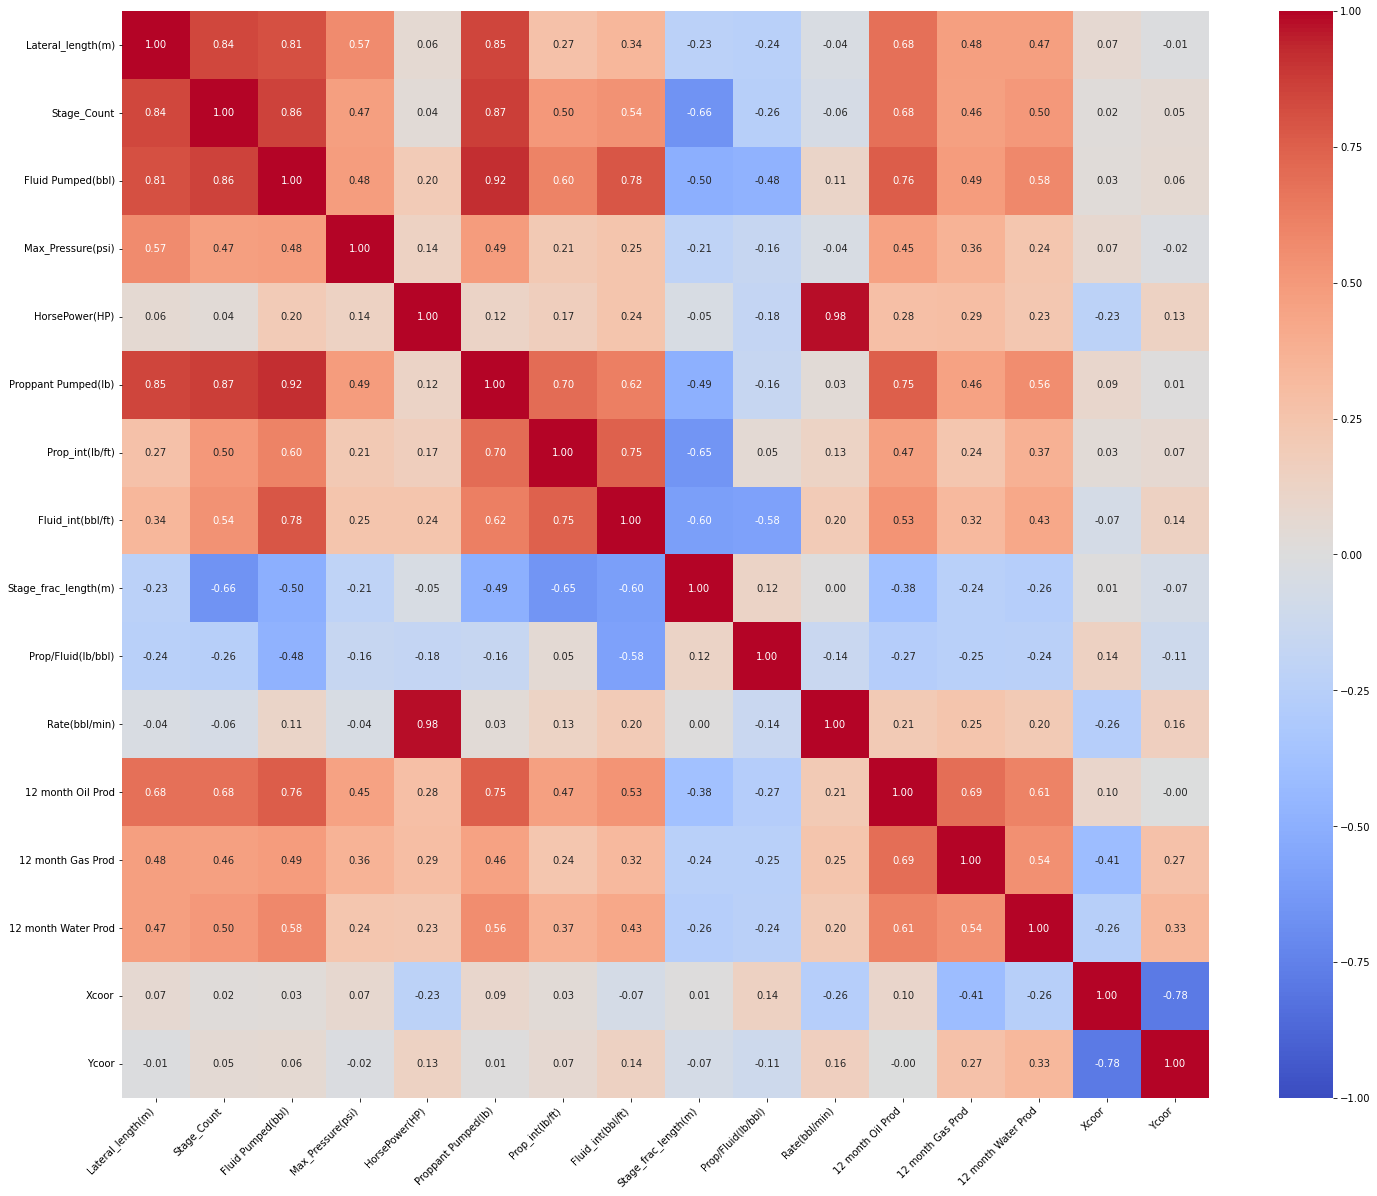 Lateral_length(m) 1.00 0.84 0.81 0.57 0.06 0.85 0.27 0.34 -0.23 -0.24 -0.04 0.68 0.48 0.47 0.07 -0.01
Stage_Count 0.84 1.00 0.86 0.47 0.04 0.87 0.50 0.54 -0.66 -0.26 -0.06 0.68 0.46 0.50 0.02 0.05
Fluid Pumped(bbl) 0.81 0.86 1.00 0.48 0.20 0.92 0.60 0.78 -0.50 -0.48 0.11 0.76 0.49 0.58 0.03 0.06
Max_Pressure(psi) 0.57 0.47 0.48 1.00 0.14 0.49 0.21 0.25 -0.21 -0.16 -0.04 0.45 0.36 0.24 0.07 -0.02
HorsePower(HP) 0.06 0.04 0.20 0.14 1.00 0.12 0.17 0.24 -0.05 -0.18 0.98 0.28 0.29 0.23 -0.23 0.13
Proppant Pumped(lb) 0.85 0.87 0.92 0.49 0.12 1.00 0.70 0.62 -0.49 -0.16 0.03 0.75 0.46 0.56 0.09 0.01
Prop_int(lb/ft) 0.27 0.50 0.60 0.21 0.17 0.70 1.00 0.75 -0.65 0.05 0.13 0.47 0.24 0.37 0.03 0.07
Fluid_int(bbl/ft) 0.34 0.54 0.78 0.25 0.24 0.62 0.75 1.00 -0.60 -0.58 0.20 0.53 0.32 0.43 -0.07 0.14
Stage_frac_length(m) -0.23 -0.66 -0.50 -0.21 -0.05 -0.49 -0.65 -0.60 1.00 0.12 0.00 -0.38 -0.24 -0.26 0.01 -0.07
Prop/Fluid(lb/bbl) -0.24 -0.26 -0.48 -0.16 -0.18 -0.16 0.05 -0.58 0.12 1.00 -0.14 -0.27 -0.25 -0.24 0.14 -0.11
Rate(bbl/min) -0.04 -0.06 0.11 -0.04 0.98 0.03 0.13 0.20 0.00 -0.14 1.00 0.21 0.25 0.20 -0.26 0.16
12 month Oil Prod 0.68 0.68 0.76 0.45 0.28 0.75 0.47 0.53 -0.38 -0.27 0.21 1.00 0.69 0.61 0.10 -0.00
12 month Gas Prod 0.48 0.46 0.49 0.36 0.29 0.46 0.24 0.32 -0.24 -0.25 0.25 0.69 1.00 0.54 -0.41 0.27
12 month Water Prod 0.47 0.50 0.58 0.24 0.23 0.56 0.37 0.43 -0.26 -0.24 0.20 0.61 0.54 1.00 -0.26 0.33
Xcoor 0.07 0.02 0.03 0.07 -0.23 0.09 0.03 -0.07 0.01 0.14 -0.26 0.10 -0.41 -0.26 1.00 -0.78
Ycoor -0.01 0.05 0.06 -0.02 0.13 0.01 0.07 0.14 -0.07 -0.11 0.16 -0.00 0.27 0.33 -0.78 1.00
Lateral_length(m)
Stage_Count
Fluid Pumped(bbl)
Max_Pressure(psi)
HorsePower(HP)
Proppant Pumped(lb)
Prop_int(lb/ft)
Fluid_int(bbl/ft)
Stage_frac_length(m)
Prop/Fluid(lb/bbl)
Rate(bbl/min)
12 month Oil Prod
12 month Gas Prod
12 month Water Prod
Xcoor
Ycoor
1.00
0.75
0.50
0.25
0.00
−0.25
−0.50
−0.75
−1.00